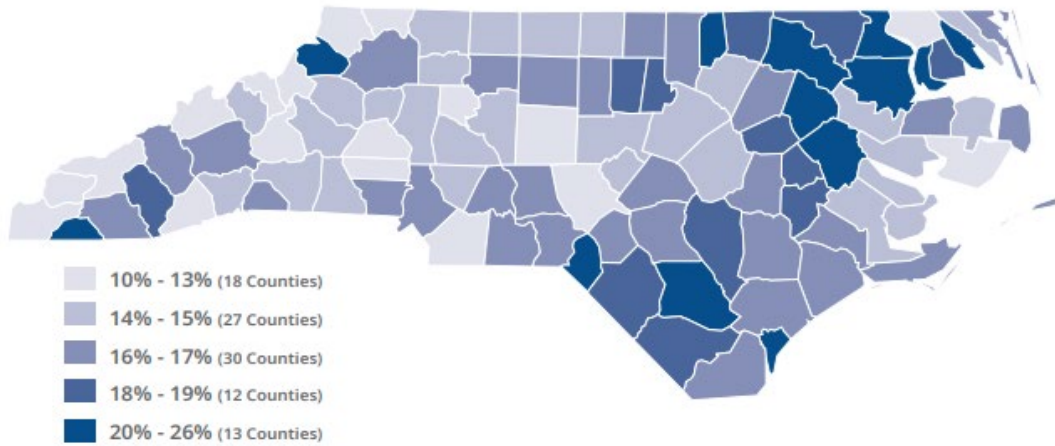 10% - 13% (18 Counties)
14% - 15% (27 Counties)
16% - 17% (30 Counties)
18% - 19% (12 Counties)
20% - 26% (13 Counties)